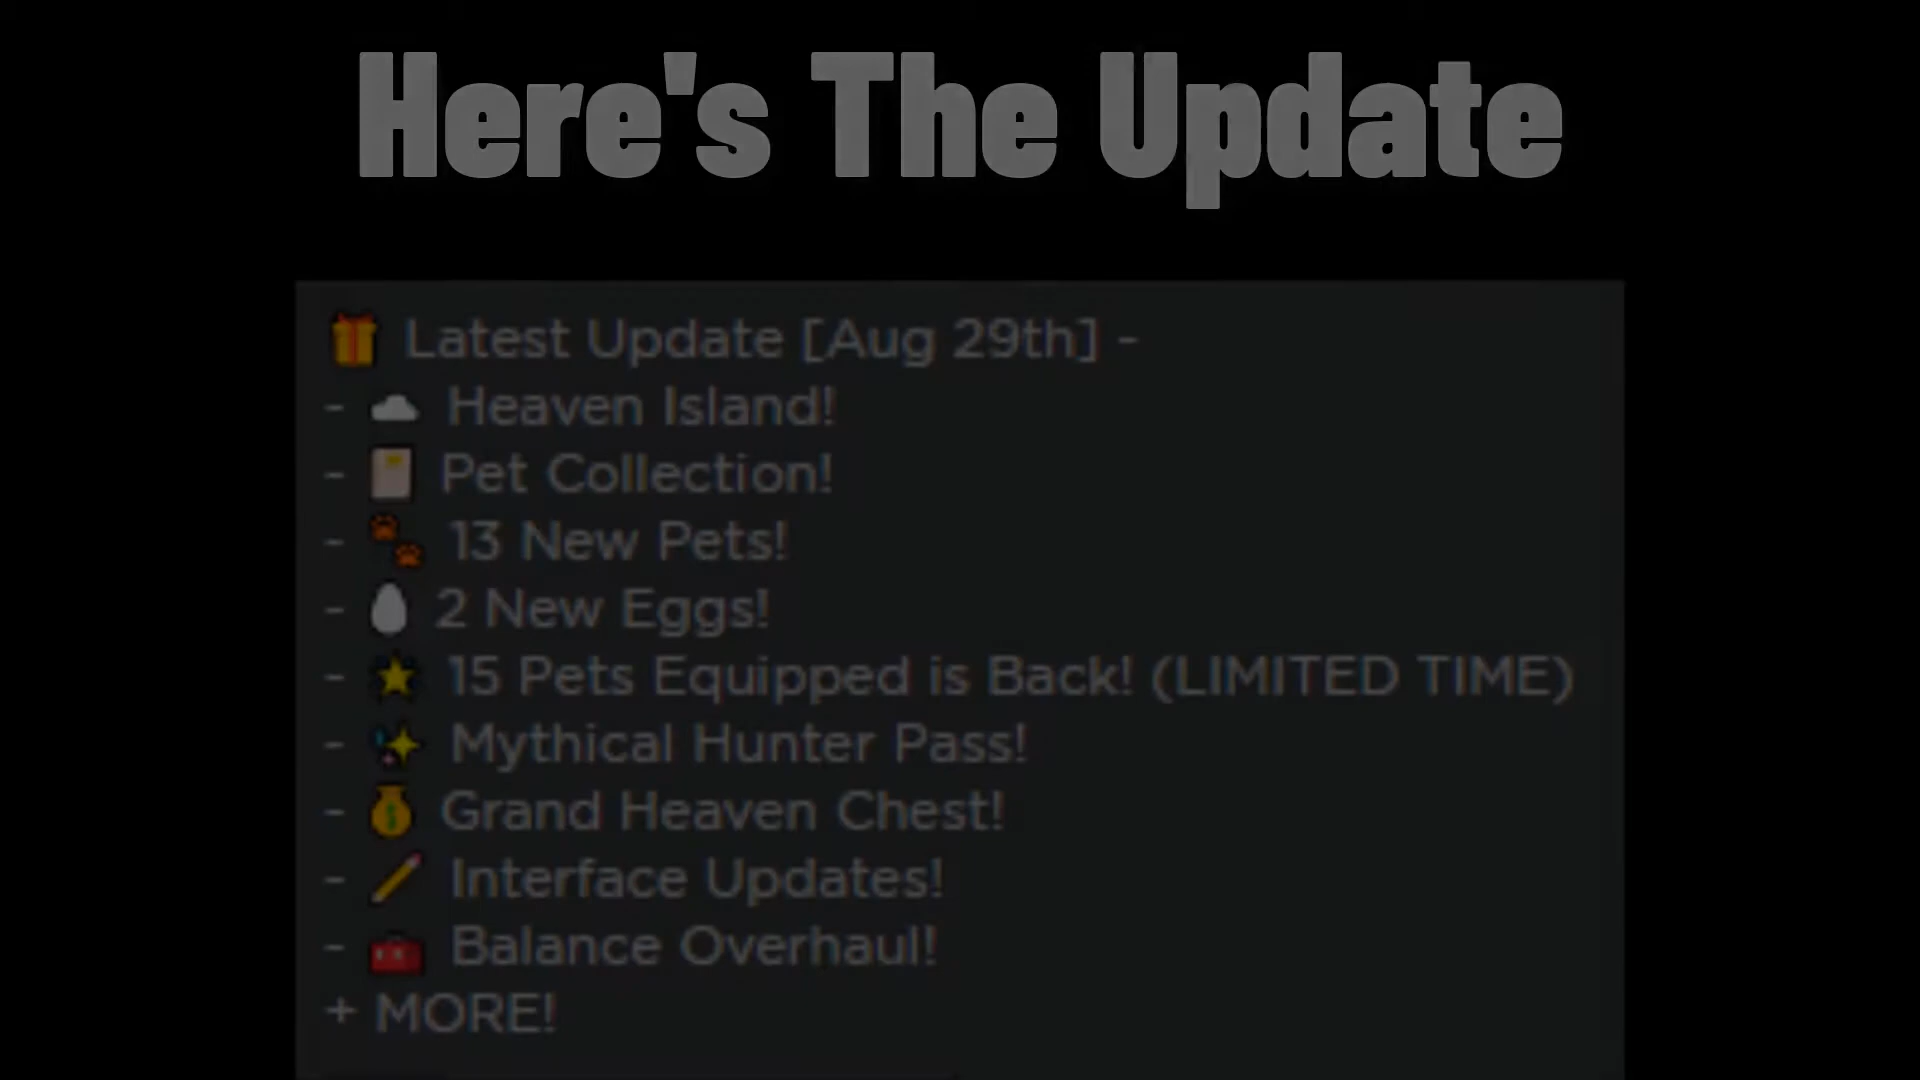 Here's The Update
🎁 Latest Update [Aug 29th] -
- ☁️ Heaven Island!
- 📔 Pet Collection!
- 🐾 13 New Pets!
- 🥚 2 New Eggs!
- ⭐ 15 Pets Equipped is Back! (LIMITED TIME)
- ✨ Mythical Hunter Pass!
- 💰 Grand Heaven Chest!
- ✏️ Interface Updates!
- 🧰 Balance Overhaul!
+ MORE!